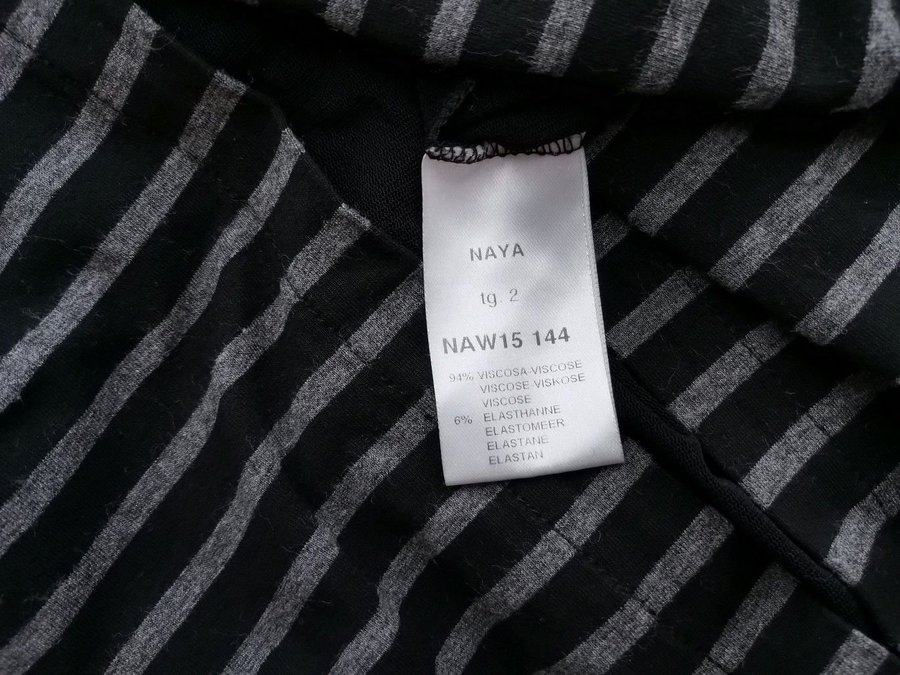 NAYA
tg. 2
NAW15 144
94% VISCOSA-VISCOSE
VISCOSE-VISKOSE
VISCOSE
6% ELASTHANNE
ELASTOMEER
ELASTANE
ELASTAN